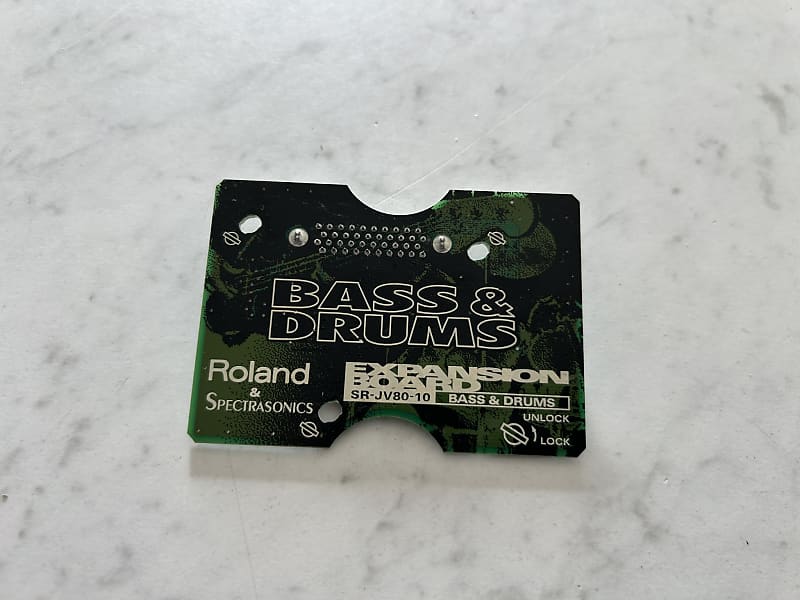 BASS &
DRUMS
Roland
&
SPECTRASONICS
EXPANSION
BOARD
SR-JV80-10 BASS & DRUMS
UNLOCK
LOCK